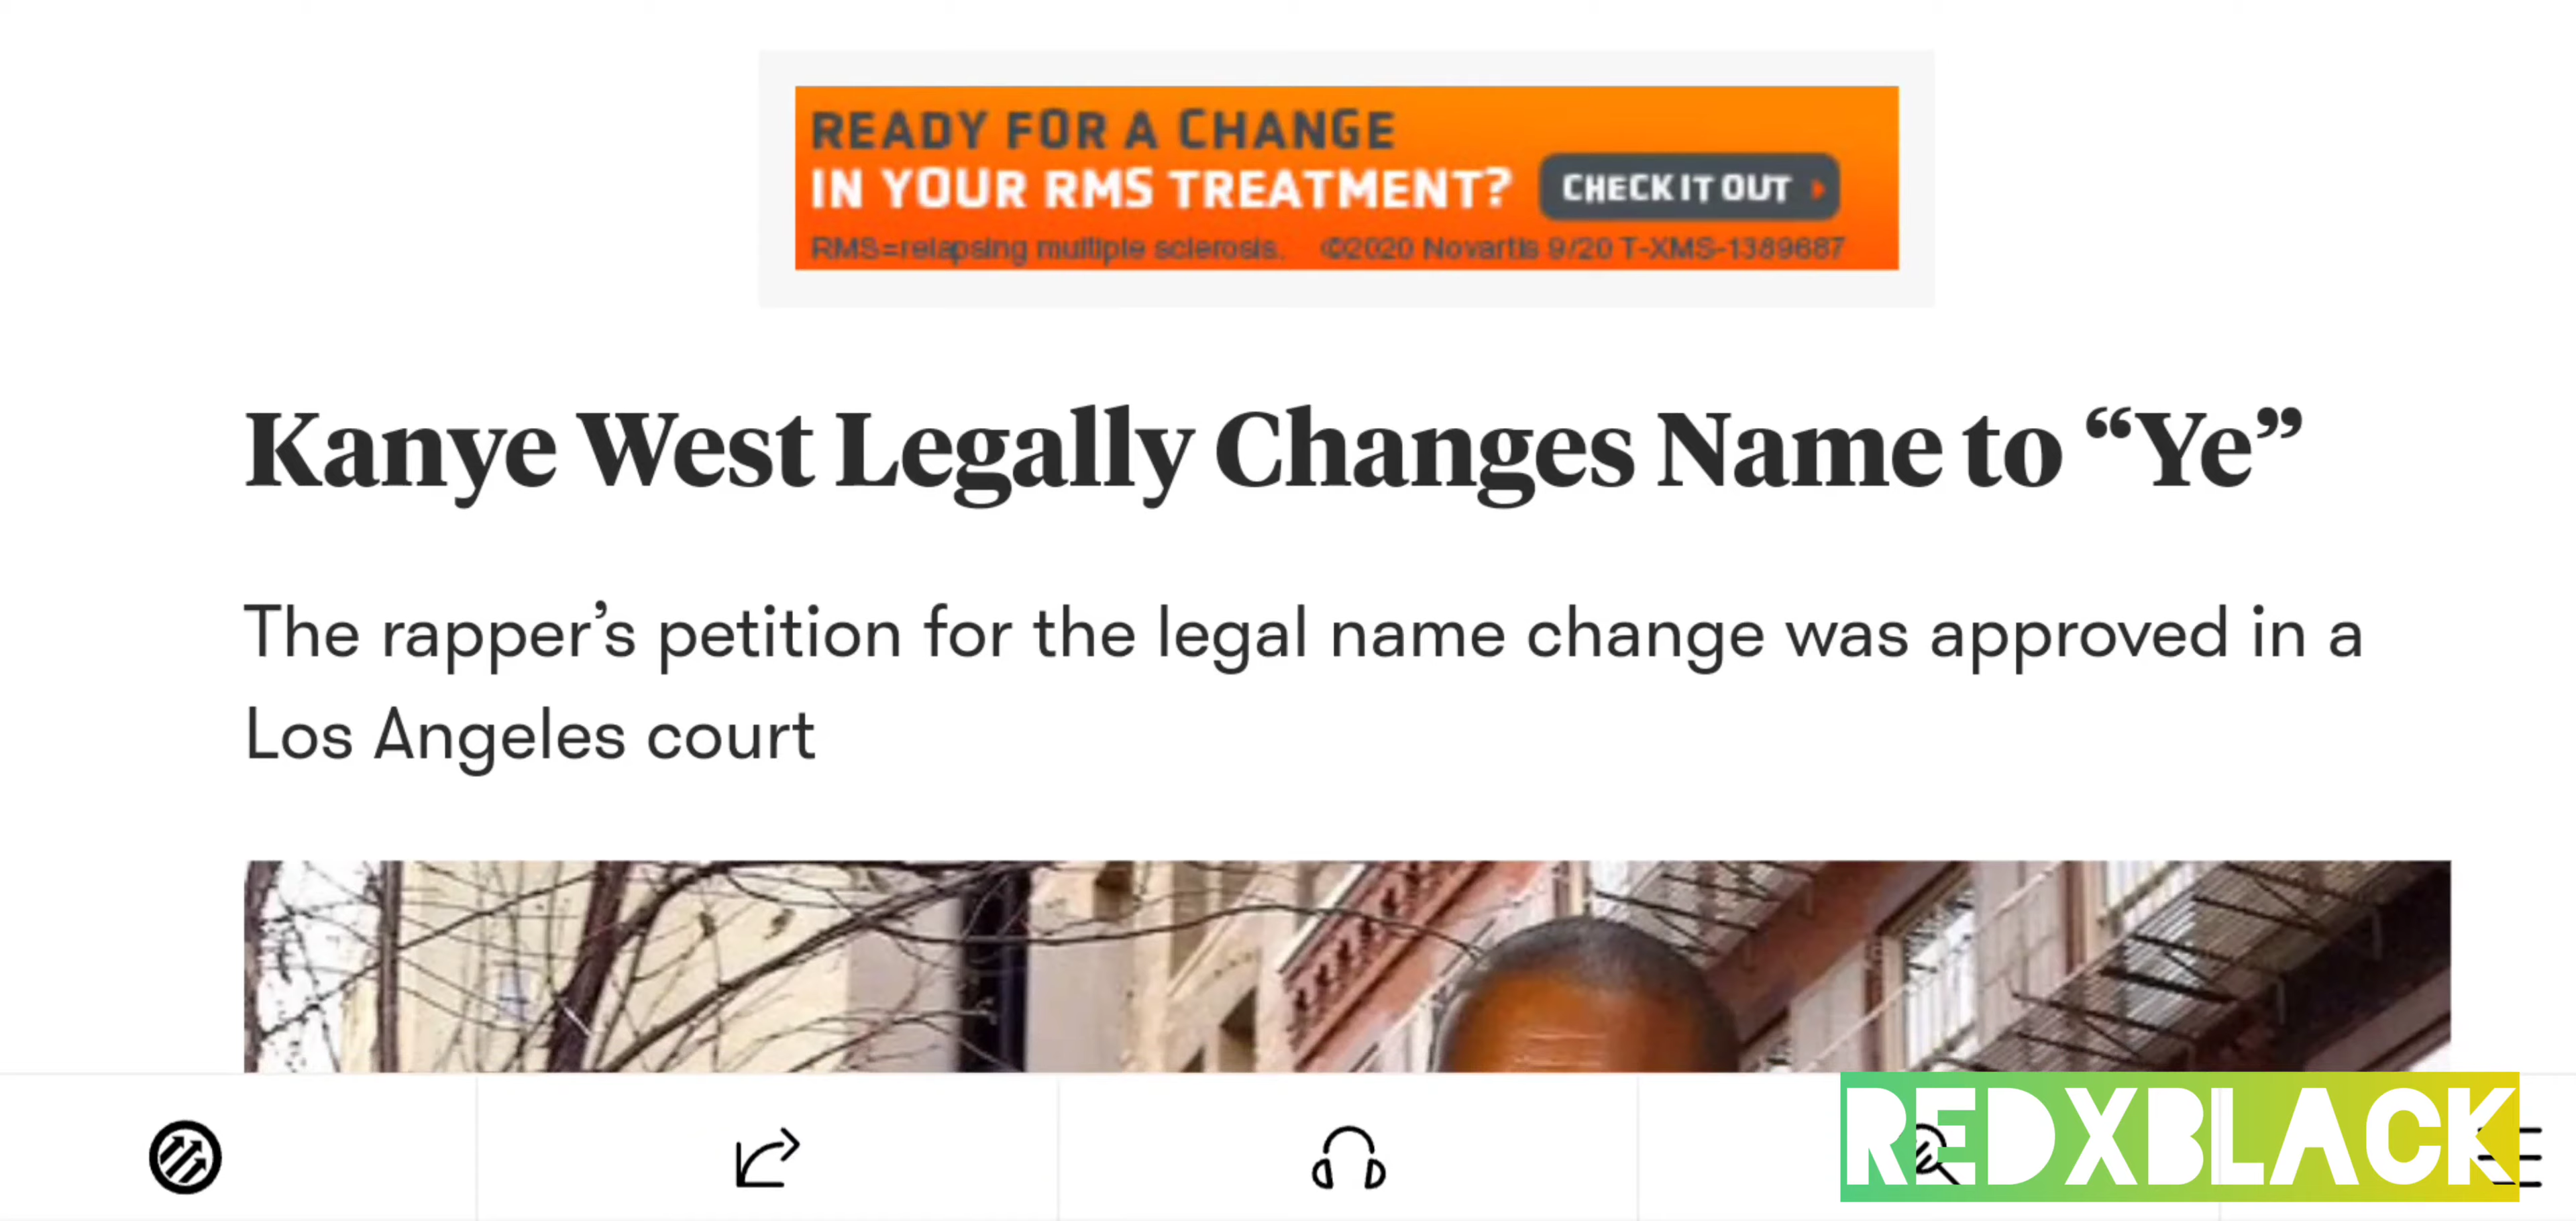 READY FOR A CHANGE
IN YOUR RMS TREATMENT?
CHECK IT OUT
RMS=relapsing multiple sclerosis. ©2020 Novartis 9/20 T-XMS-1389687
Kanye West Legally Changes Name to “Ye”
The rapper’s petition for the legal name change was approved in a
Los Angeles court
REDXBLACK